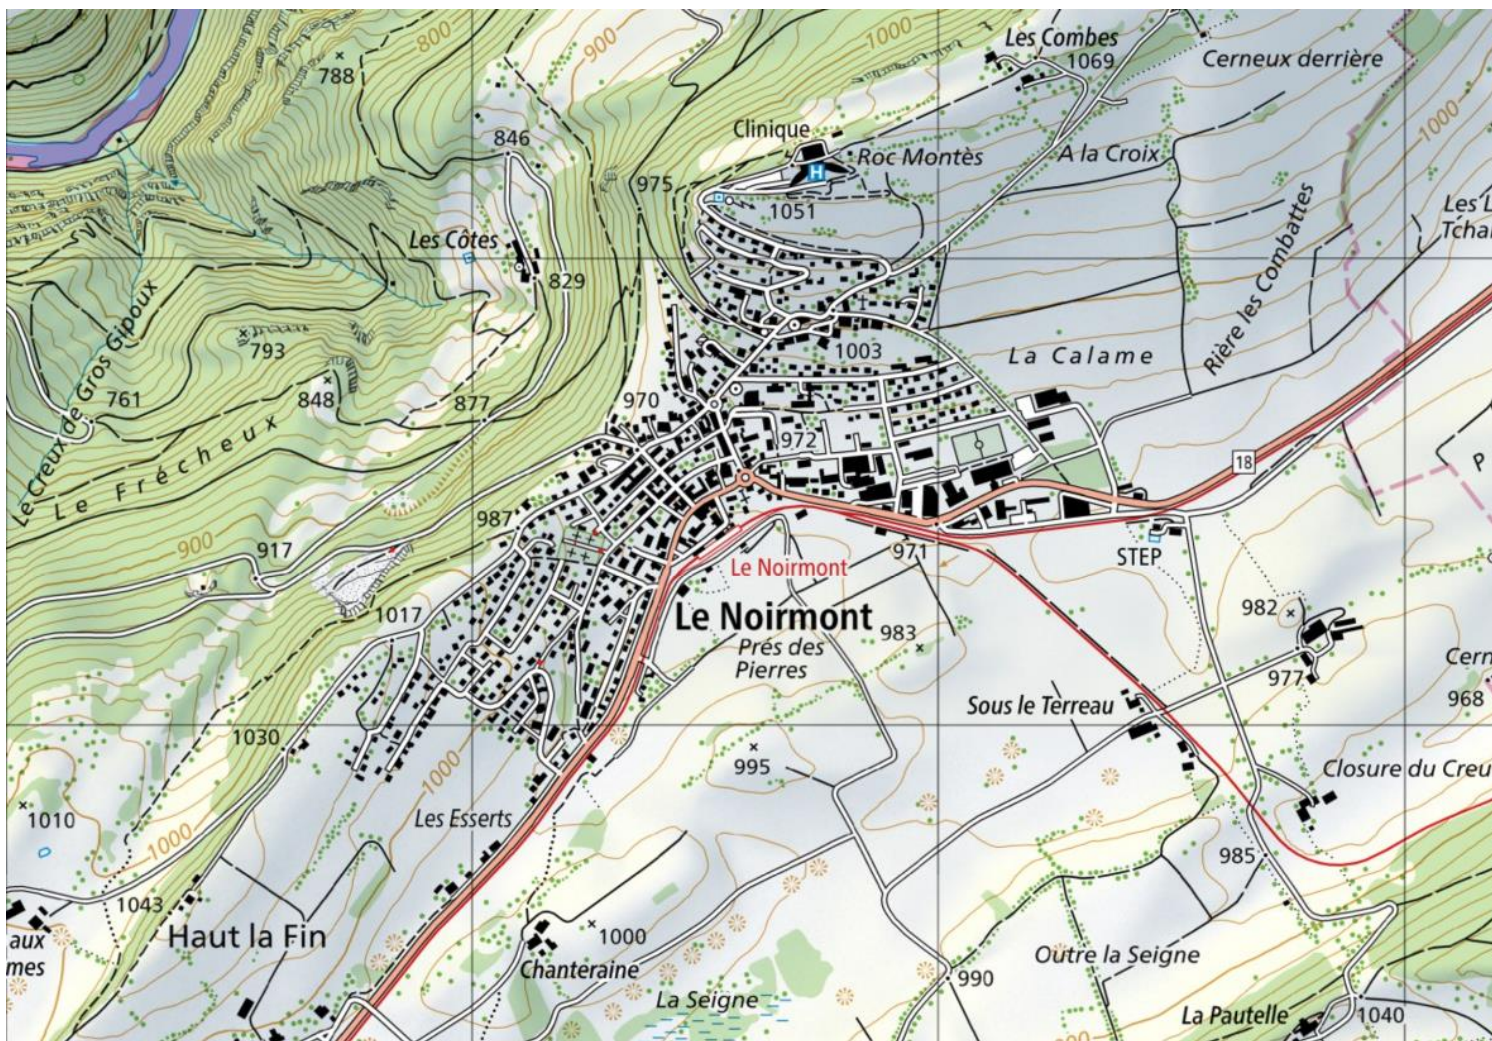 800
900
1000
Les Combes
1069
Cerneux derrière
788
Clinique
846
Roc Montès
A la Croix
1000
975
H
1051
Les Côtes
829
Rière les Combattes
Le Creux de Gros Gipoux
793
1003
La Calame
761
848
877
970
972
Le Frécheux
18
987
900
917
971
STEP
Le Noirmont
Le Noirmont
982
1017
983
Prés des
Pierres
977
968
Sous le Terreau
1030
995
1000
Closure du Creu
1010
Les Esserts
1000
985
1043
Haut la Fin
1000
aux
mes
Chanteraine
Outre la Seigne
990
La Seigne
La Pautelle
1040